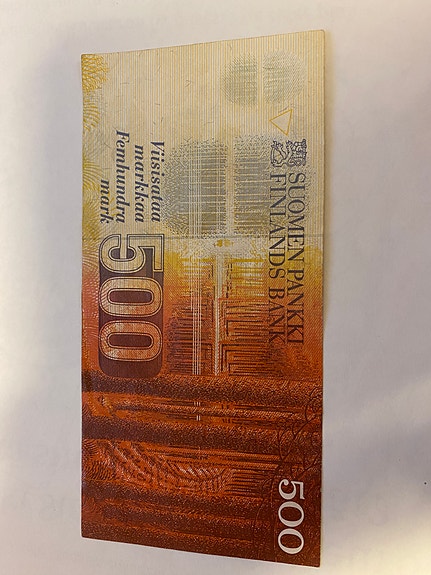 SUOMEN PANKKI
FINLANDS BANK
Viisisataa
markkaa
Femhundra
mark
500
500